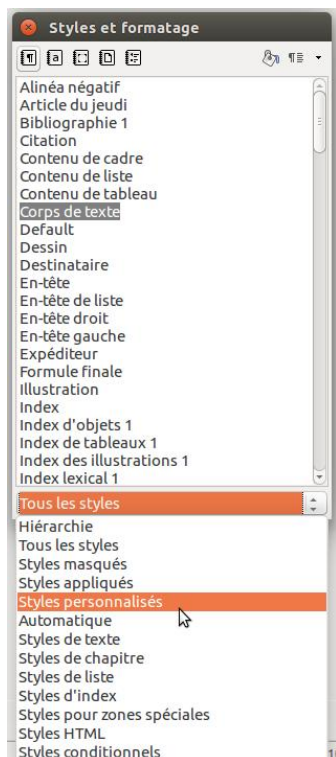 Styles et formatage
Alinéa négatif
Article du jeudi
Bibliographie 1
Citation
Contenu de cadre
Contenu de liste
Contenu de tableau
Corps de texte
Default
Dessin
Destinataire
En-tête
En-tête de liste
En-tête droit
En-tête gauche
Expéditeur
Formule finale
Illustration
Index
Index d'objets 1
Index de tableaux 1
Index des illustrations 1
Index lexical 1
Tous les styles
Hiérarchie
Tous les styles
Styles masqués
Styles appliqués
Styles personnalisés
Automatique
Styles de texte
Styles de chapitre
Styles de liste
Styles d'index
Styles pour zones spéciales
Styles HTML
Styles conditionnels